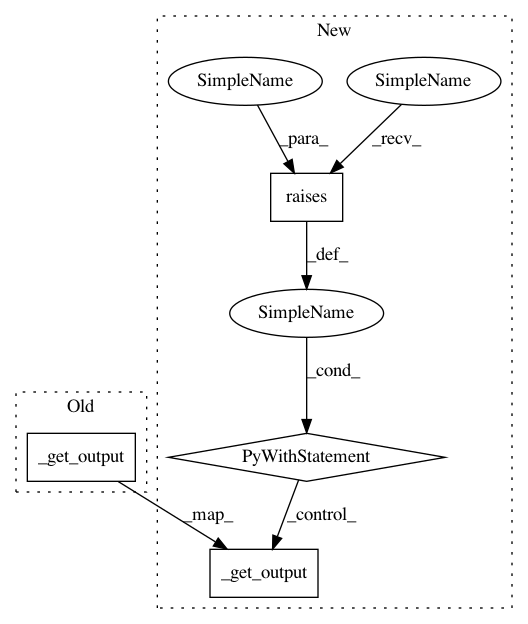 New
SimpleName
SimpleName
_para_
_recv_
raises
_def_
SimpleName
_cond_
Old
_get_output
PyWithStatement
_map_
_control_
_get_output